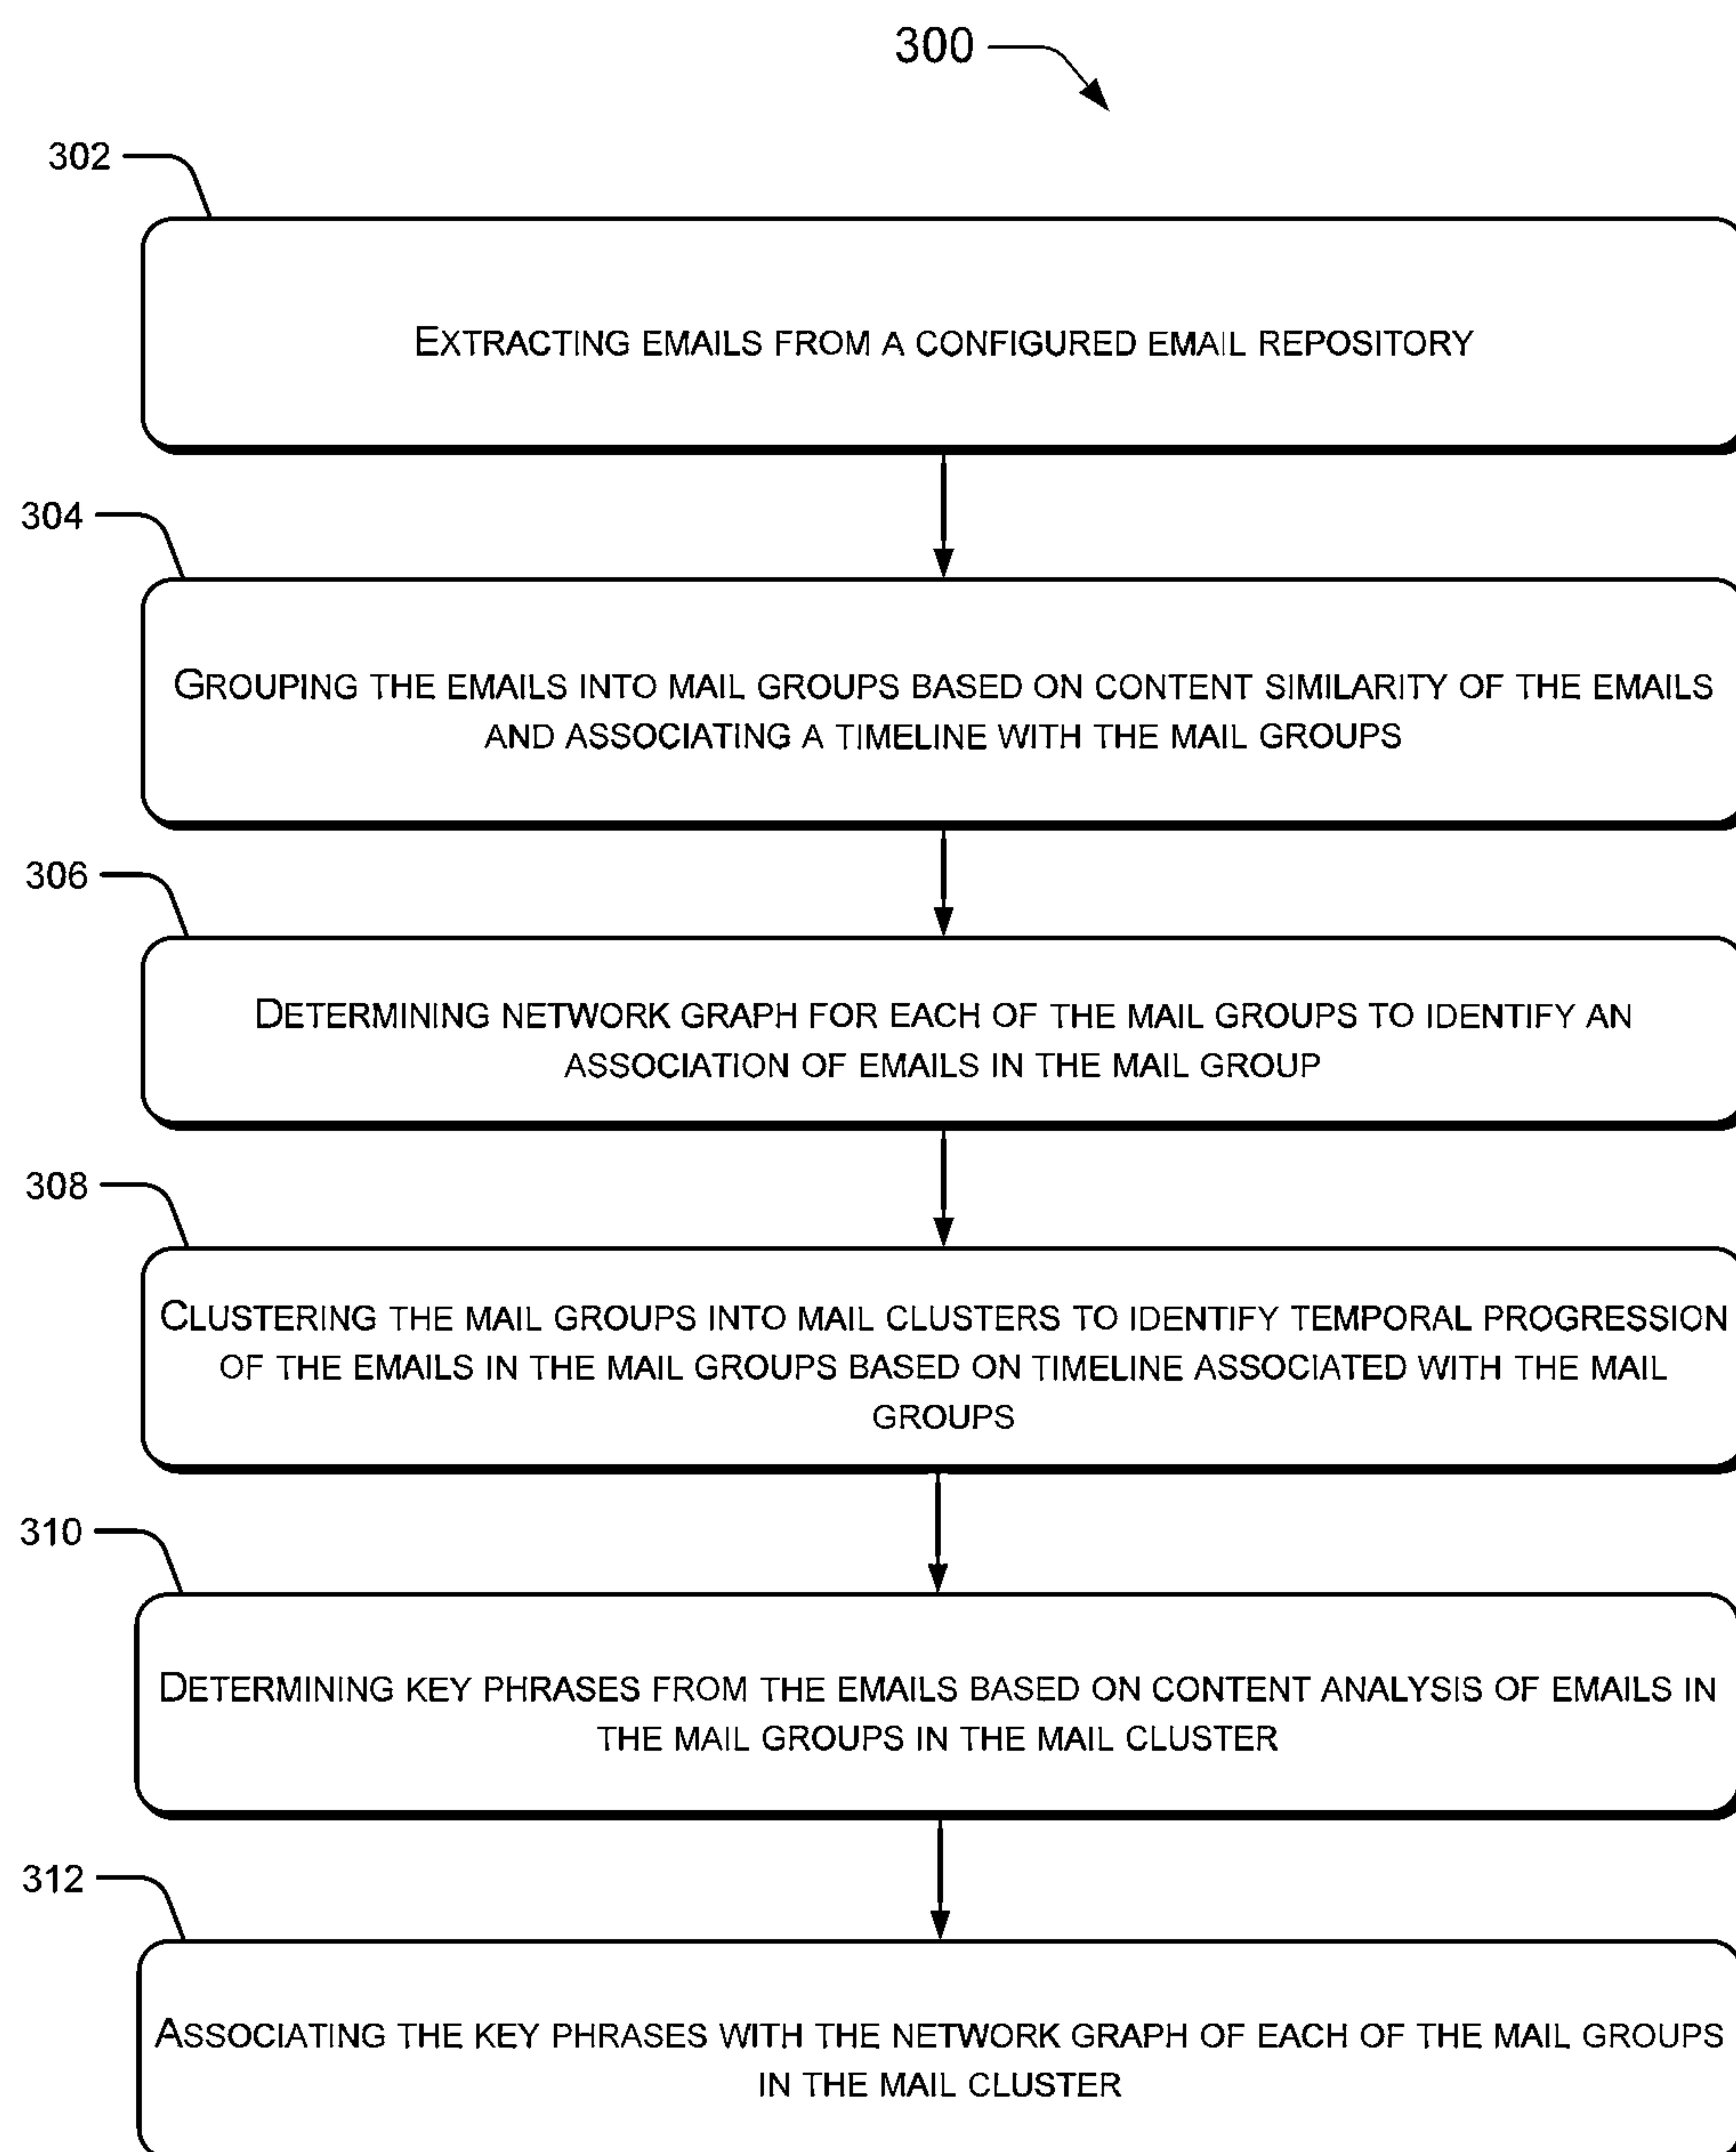 300
302
EXTRACTING EMAILS FROM A CONFIGURED EMAIL REPOSITORY
304
GROUPING THE EMAILS INTO MAIL GROUPS BASED ON CONTENT SIMILARITY OF THE EMAILS
AND ASSOCIATING A TIMELINE WITH THE MAIL GROUPS
306
DETERMINING NETWORK GRAPH FOR EACH OF THE MAIL GROUPS TO IDENTIFY AN
ASSOCIATION OF EMAILS IN THE MAIL GROUP
308
CLUSTERING THE MAIL GROUPS INTO MAIL CLUSTERS TO IDENTIFY TEMPORAL PROGRESSION
OF THE EMAILS IN THE MAIL GROUPS BASED ON TIMELINE ASSOCIATED WITH THE MAIL
GROUPS
310
DETERMINING KEY PHRASES FROM THE EMAILS BASED ON CONTENT ANALYSIS OF EMAILS IN
THE MAIL GROUPS IN THE MAIL CLUSTER
312
ASSOCIATING THE KEY PHRASES WITH THE NETWORK GRAPH OF EACH OF THE MAIL GROUPS
IN THE MAIL CLUSTER